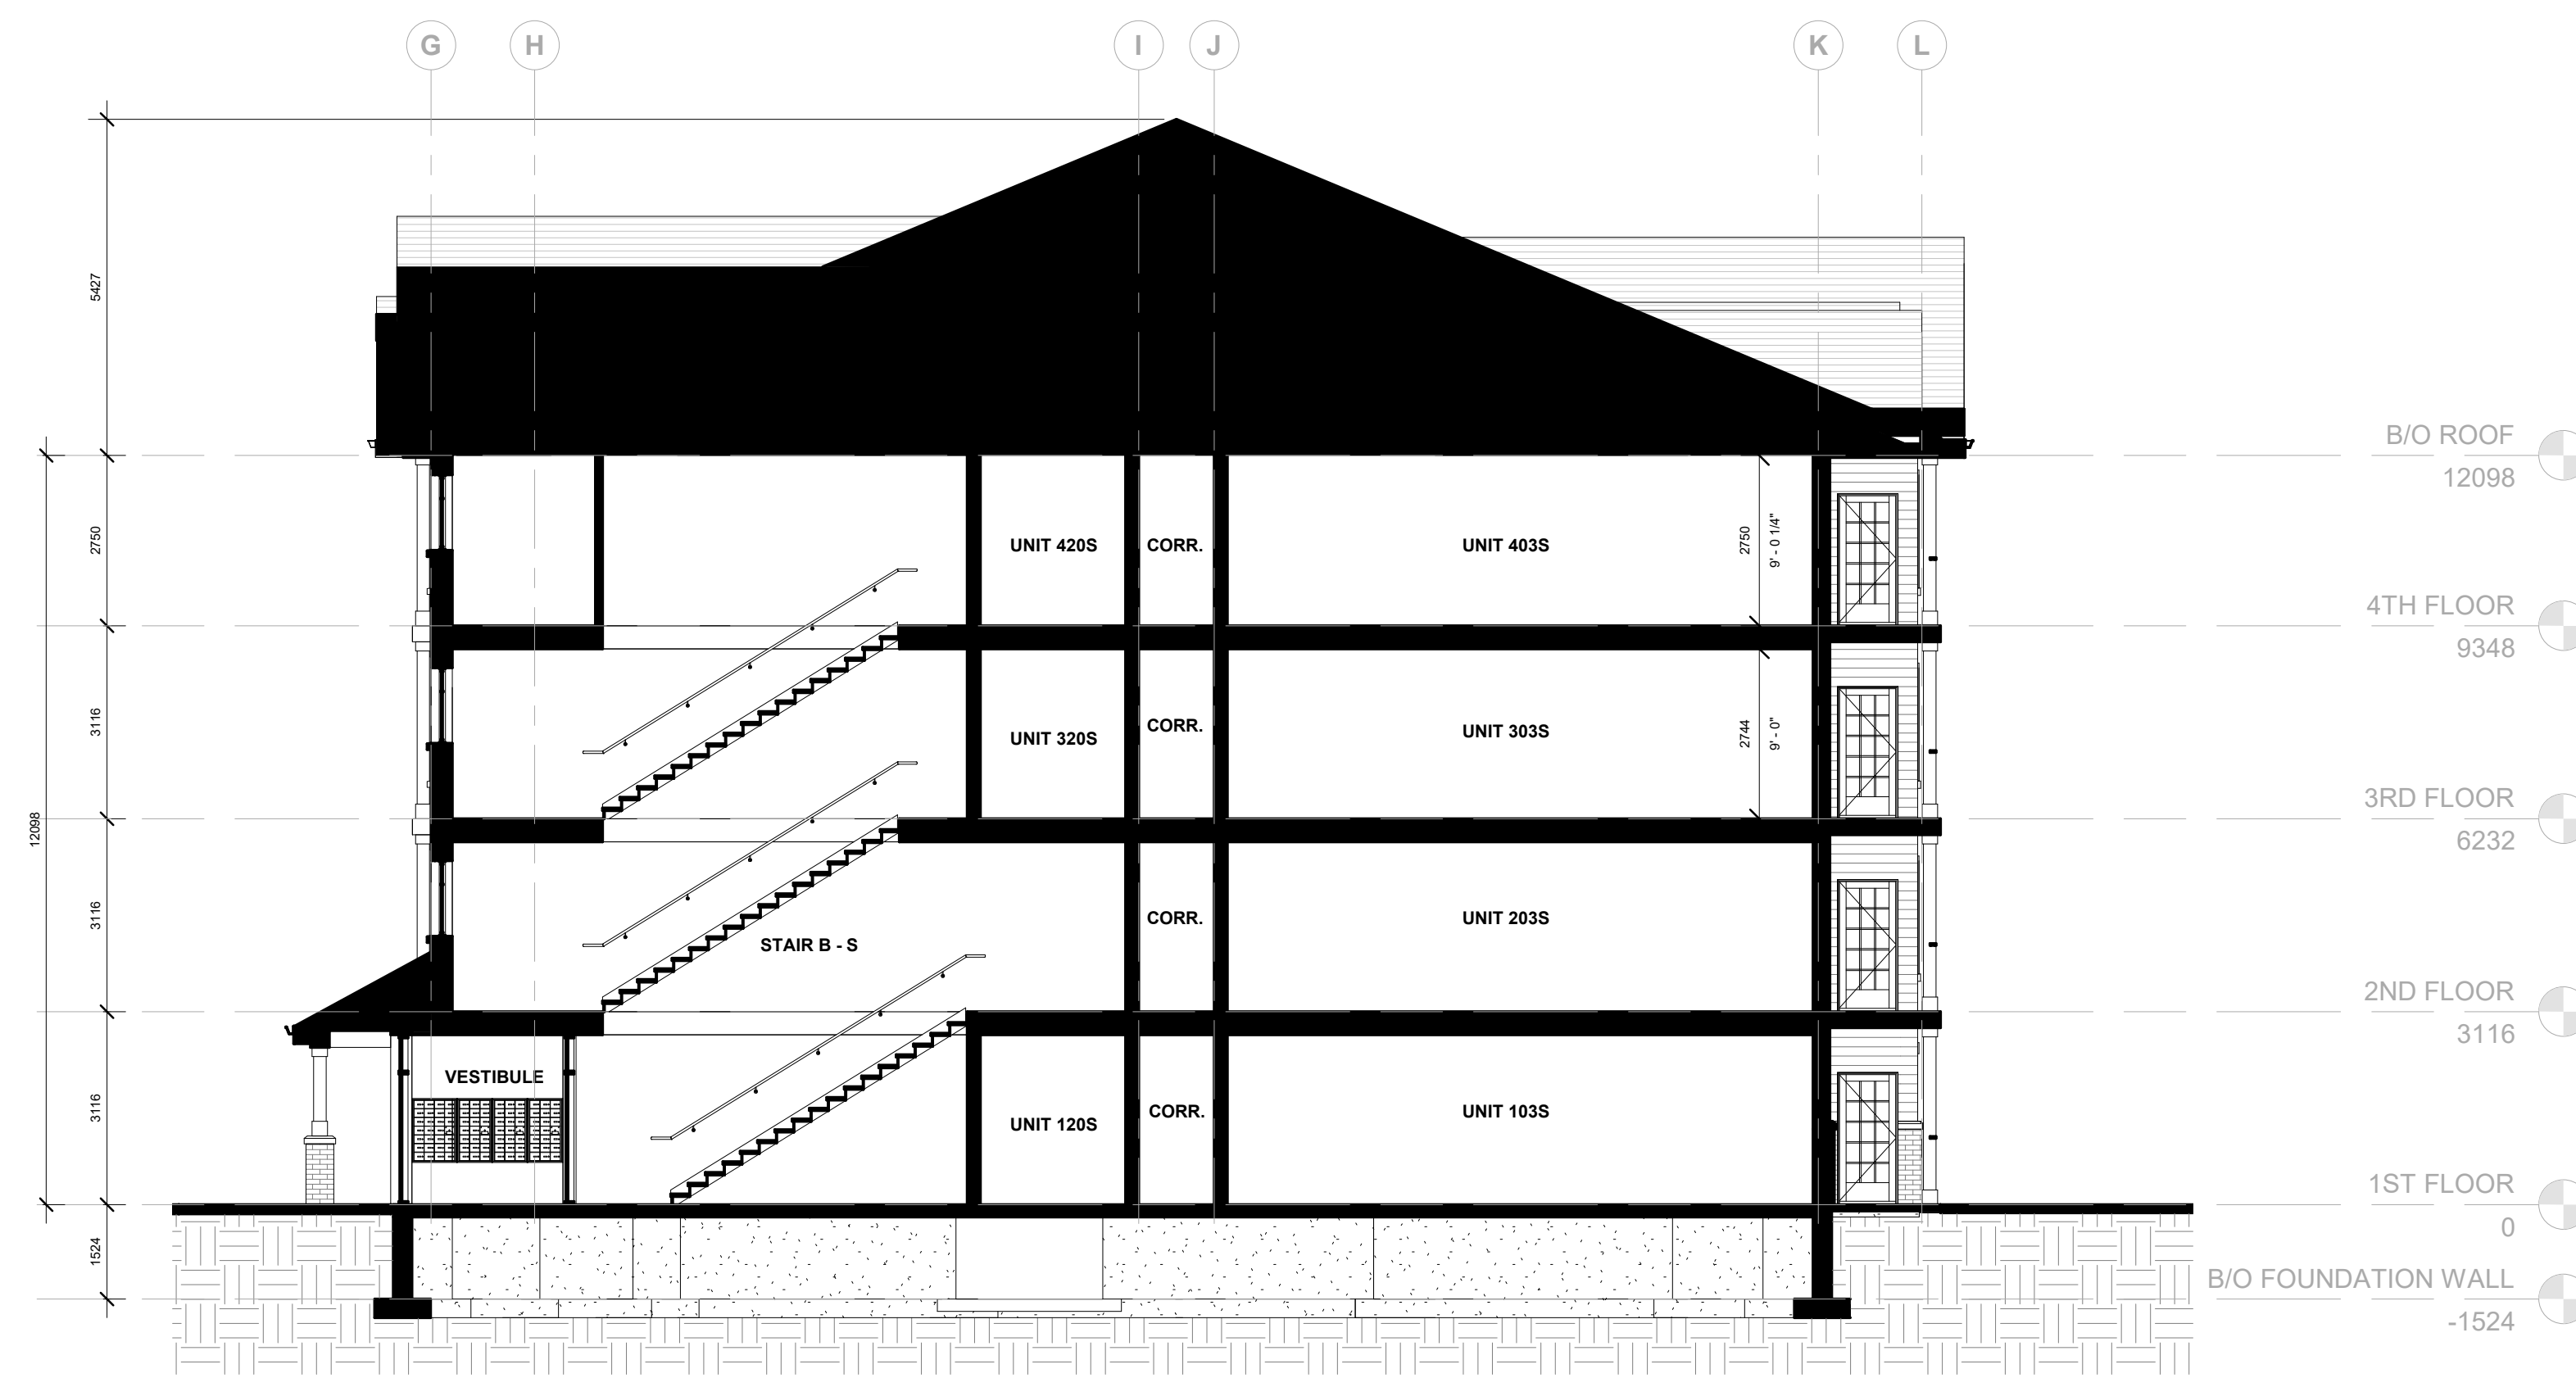 G H I J K L
5427
B/O ROOF
12098
2750
UNIT 420S CORR. UNIT 403S
2750
9' - 0 1/4"
4TH FLOOR
9348
3116
UNIT 320S CORR. UNIT 303S
2744
9' - 0"
3RD FLOOR
6232
12098
3116
STAIR B - S
CORR. UNIT 203S
2ND FLOOR
3116
3116
VESTIBULE
UNIT 120S CORR. UNIT 103S
1ST FLOOR
0
1524
B/O FOUNDATION WALL
-1524